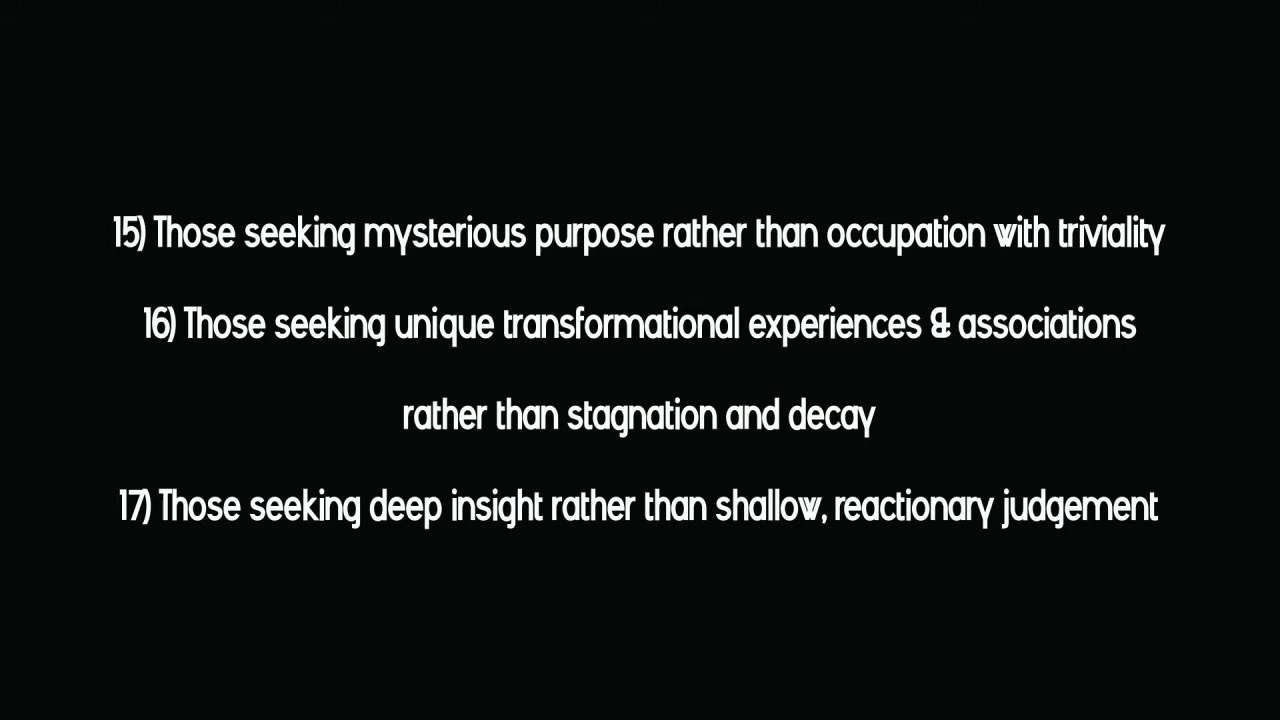 15) Those seeking mysterious purpose rather than occupation with triviality
16) Those seeking unique transformational experiences & associations
rather than stagnation and decay
17) Those seeking deep insight rather than shallow, reactionary judgement